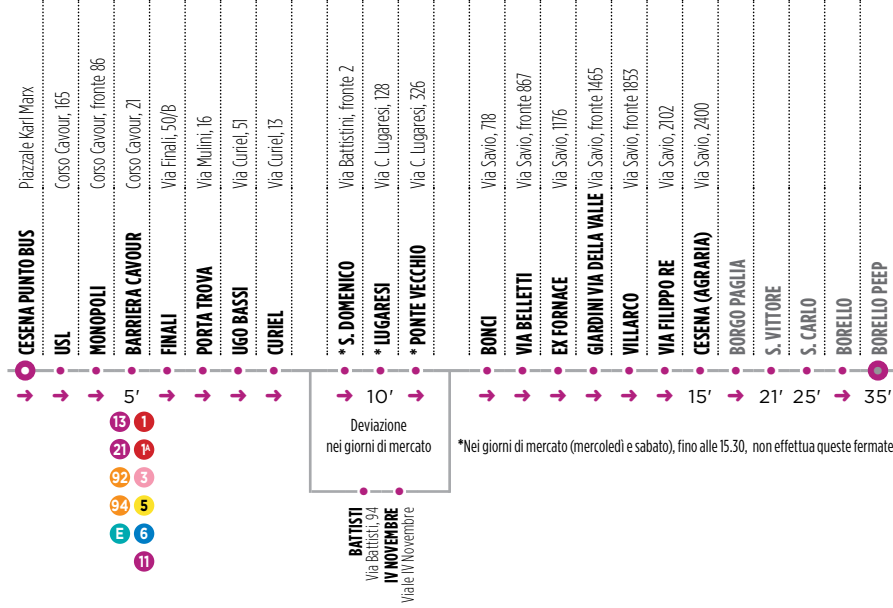 CESENA PUNTO BUS Piazzale Karl Marx
USL Corso Cavour, 165
MONOPOLI Corso Cavour, fronte 86
BARRIERA CAVOUR Corso Cavour, 21
FINALI Via Finali, 50/B
PORTA TROVA Via Mulini, 16
UGO BASSI Via Curiel, 51
CURIEL Via Curiel, 13
* S. DOMENICO Via Battistini, fronte 2
* LUGARESI Via C. Lugaresi, 128
* PONTE VECCHIO Via C. Lugaresi, 326
BONCI Via Savio, 718
VIA BELLETTI Via Savio, fronte 867
EX FORNACE Via Savio, 1176
GIARDINI VIA DELLA VALLE Via Savio, fronte 1465
VILLARCO Via Savio, fronte 1853
VIA FILIPPO RE Via Savio, 2102
CESENA (AGRARIA) Via Savio, 2400
BORGO PAGLIA
S. VITTORE
S. CARLO
BORELLO
BORELLO PEEP
5' 10' 15' 21' 25' 35'
13 1
21 1A
92 3
94 5
E 6
11
Deviazione
nei giorni di mercato
*Nei giorni di mercato (mercoledì e sabato), fino alle 15.30, non effettua queste fermate
BATTISTI
Via Battisti, 94
IV NOVEMBRE
Viale IV Novembre